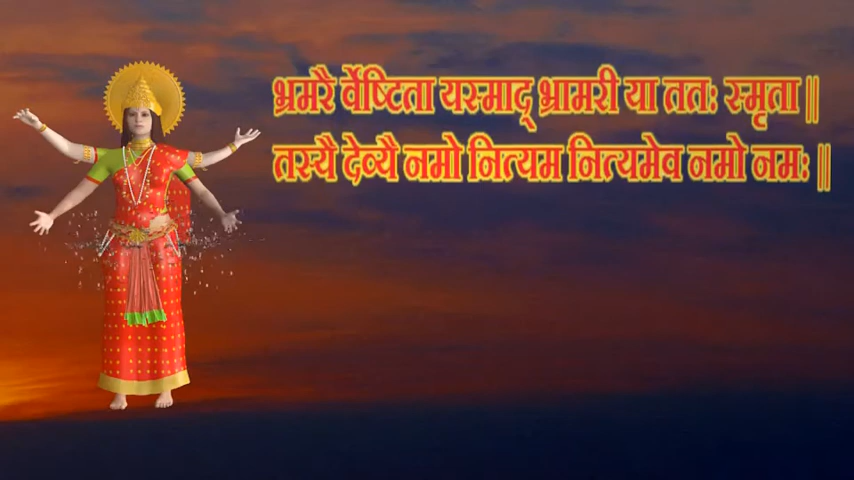 भ्रमरै र्वेष्टिता यस्माद् भ्रामरी या ततः स्मृता ||
तस्यै देव्यै नमो नित्यम नित्यमेव नमो नमः ||